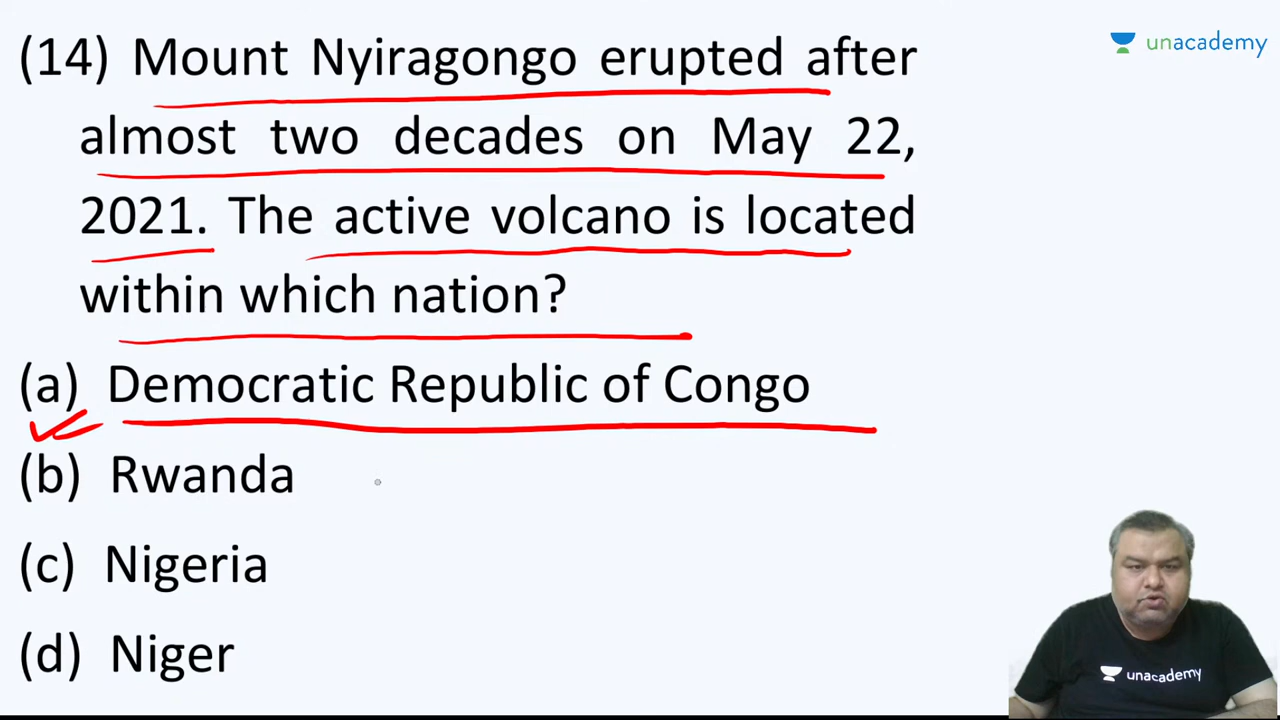 (14) Mount Nyiragongo erupted after
almost two decades on May 22,
2021. The active volcano is located
within which nation?
(a) Democratic Republic of Congo
(b) Rwanda
(c) Nigeria
(d) Niger
unacademy
unacademy